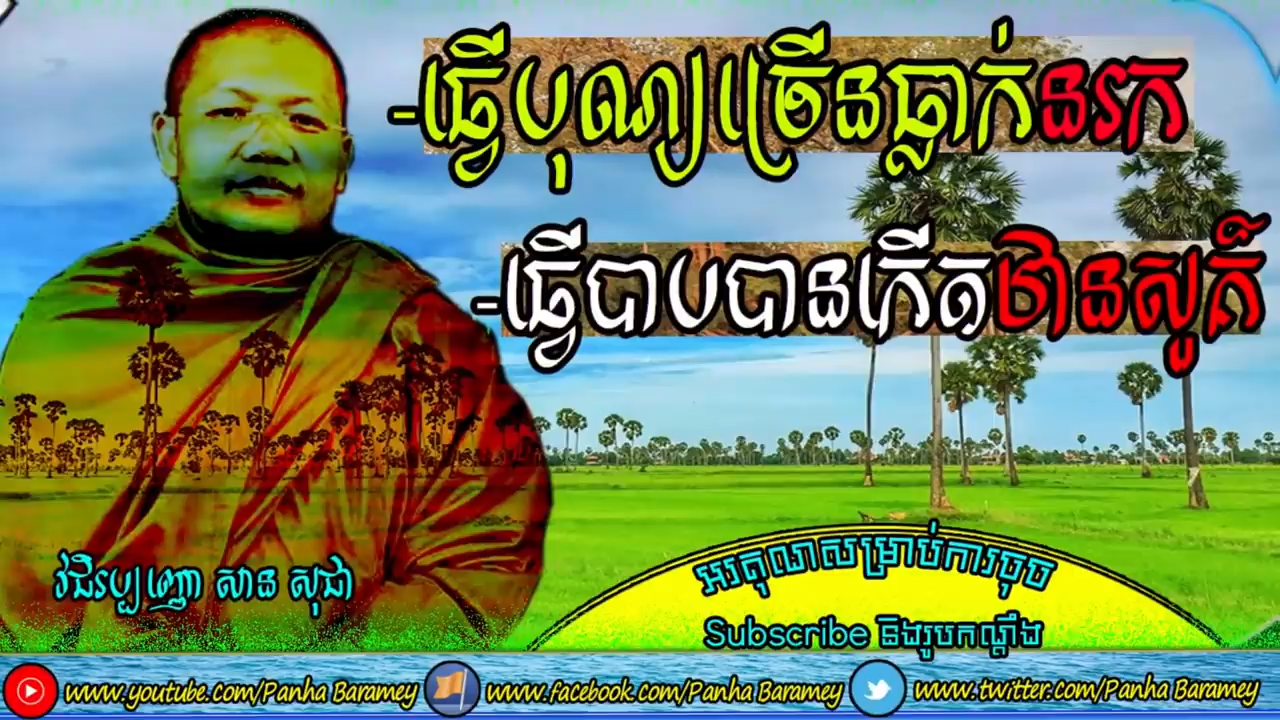 -ធ្វើបុណ្យច្រើនធ្លាក់នរក
-ធ្វើបាបបានកើតឋានសួគ៌
វជិរប្បញ្ញោ សាន សុជា
អរគុណសម្រាប់ការចុច
Subscribe និងរូបកណ្ដឹង
www.youtube.com/Panha Baramey
www.facebook.com/Panha Baramey
www.twitter.com/Panha Baramey